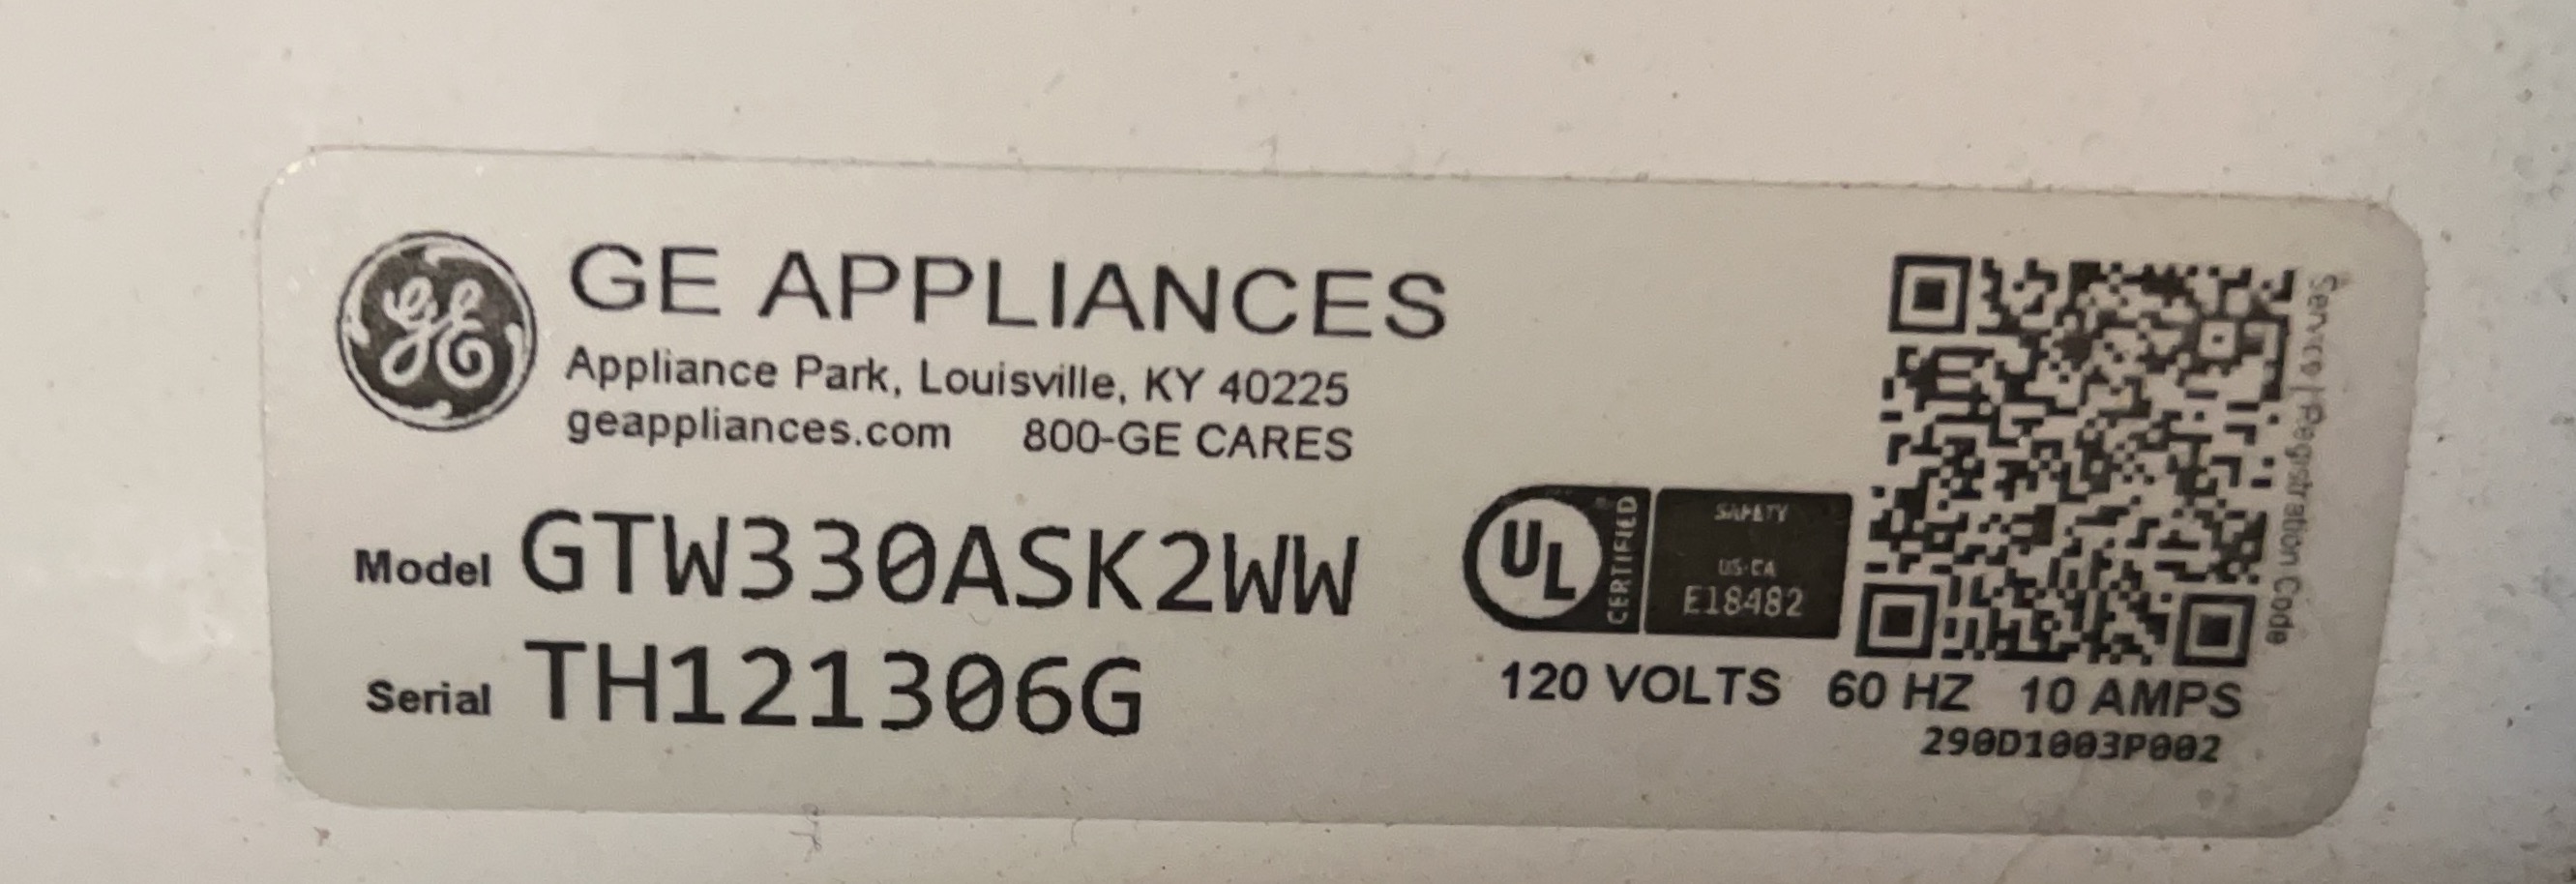 GE
GE APPLIANCES
Appliance Park, Louisville, KY 40225
geappliances.com 800-GE CARES
Model GTW330ASK2WW
Serial TH121306G
UL CERTIFIED
SAFETY
US-CA
E18482
120 VOLTS 60 HZ 10 AMPS
290D1003P002
Service | Registration Code